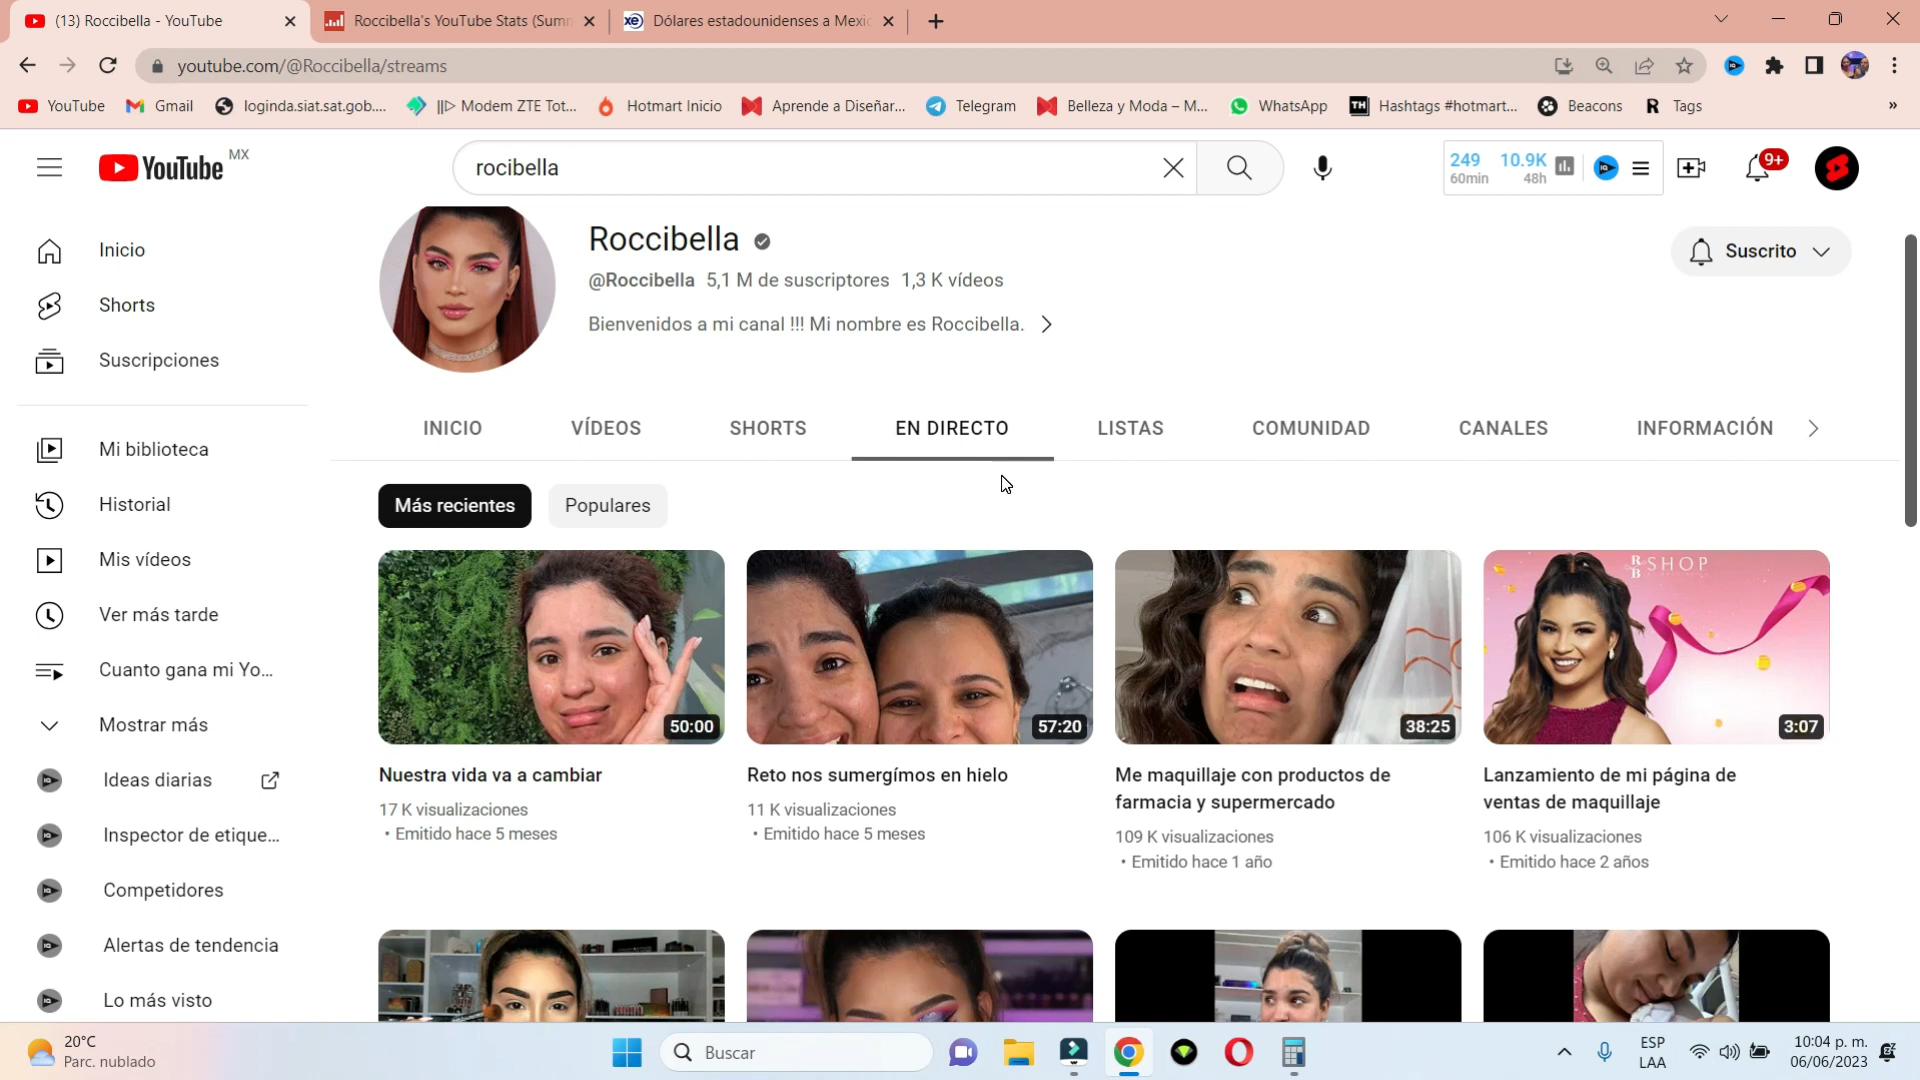 (13) Roccibella - YouTube
Roccibella's YouTube Stats (Sum
Dólares estadounidenses a Mexic
youtube.com/@Roccibella/streams
YouTube
Gmail
loginda.siat.sat.gob....
||▷ Modem ZTE Tot...
Hotmart Inicio
Aprende a Diseñar...
Telegram
Belleza y Moda – M...
WhatsApp
TH Hashtags #hotmart...
Beacons
R Tags
»
YouTube MX
rocibella
249 10.9K
60min 48h
9+
Inicio
Shorts
Suscripciones
Mi biblioteca
Historial
Mis vídeos
Ver más tarde
Cuanto gana mi Yo...
Mostrar más
Ideas diarias
Inspector de etique...
Competidores
Alertas de tendencia
Lo más visto
Roccibella
@Roccibella 5,1 M de suscriptores 1,3 K vídeos
Bienvenidos a mi canal !!! Mi nombre es Roccibella.
Suscrito
INICIO
VÍDEOS
SHORTS
EN DIRECTO
LISTAS
COMUNIDAD
CANALES
INFORMACIÓN
Más recientes
Populares
50:00
57:20
38:25
RB SHOP
3:07
Nuestra vida va a cambiar
17 K visualizaciones
• Emitido hace 5 meses
Reto nos sumergímos en hielo
11 K visualizaciones
• Emitido hace 5 meses
Me maquillaje con productos de
farmacia y supermercado
109 K visualizaciones
• Emitido hace 1 año
Lanzamiento de mi página de
ventas de maquillaje
106 K visualizaciones
• Emitido hace 2 años
20°C
Parc. nublado
Buscar
ESP
LAA
10:04 p. m.
06/06/2023